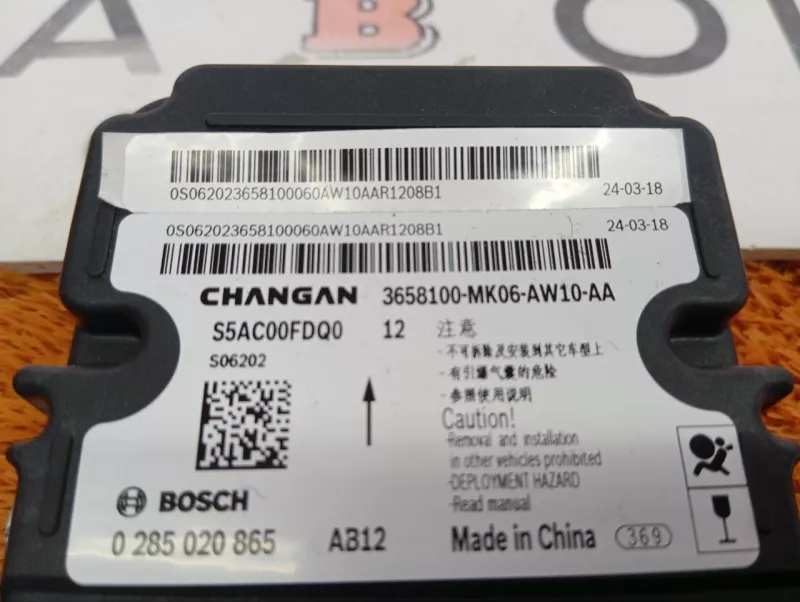 A B O
0S062023658100060AW10AAR1208B1 24-03-18
0S062023658100060AW10AAR1208B1 24-03-18
CHANGAN 3658100-MK06-AW10-AA
S5AC00FDQ0 12 注意
S06202
- 不可拆除及安装到其它车型上
- 有引爆气囊的危险
- 参照使用说明
Caution!
-Removal and installation
in other vehicles prohibited
-DEPLOYMENT HAZARD
-Read manual
BOSCH
0 285 020 865 AB12 Made in China 369